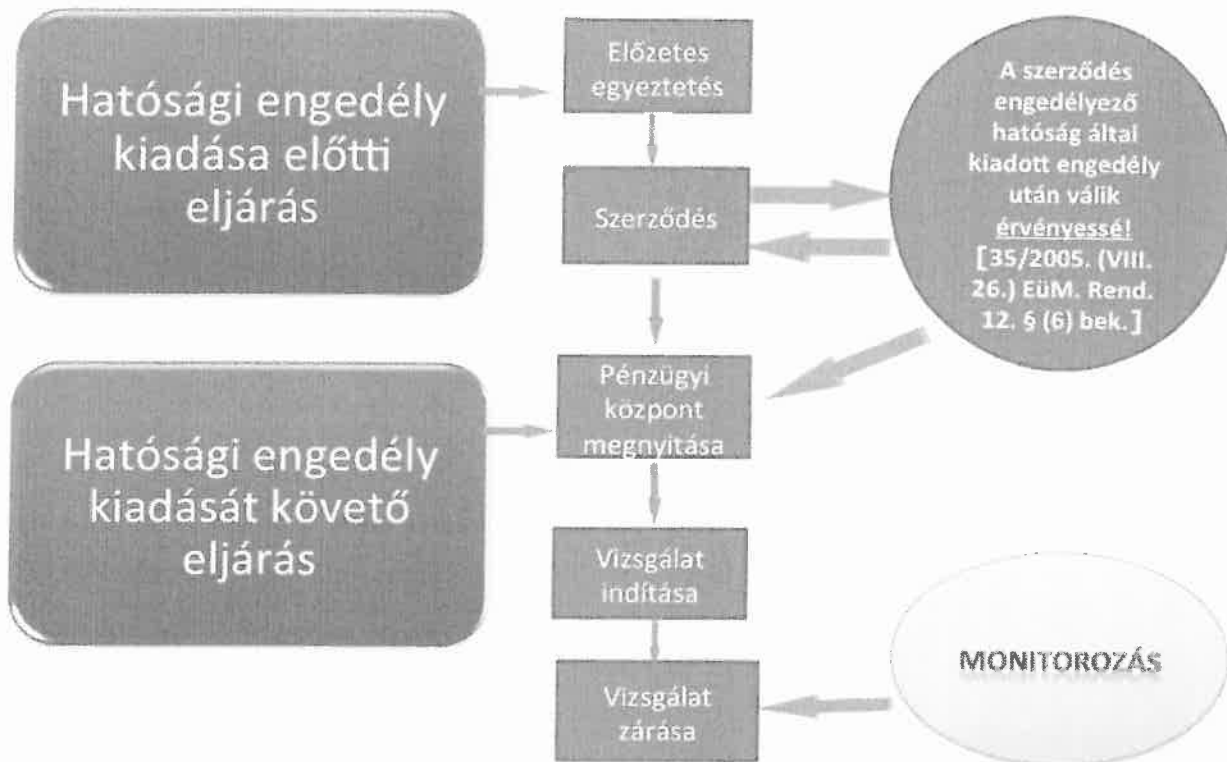 Hatósági engedély
kiadása előtti
eljárás
Előzetes
egyeztetés
Szerződés
A szerződés
engedélyező
hatóság által
kiadott engedély
után válik
érvényessé!
[35/2005. (VIII.
26.) EüM. Rend.
12. § (6) bek.]
Hatósági engedély
kiadását követő
eljárás
Pénzügyi
központ
megnyitása
Vizsgálat
indítása
Vizsgálat
zárása
MONITOROZÁS